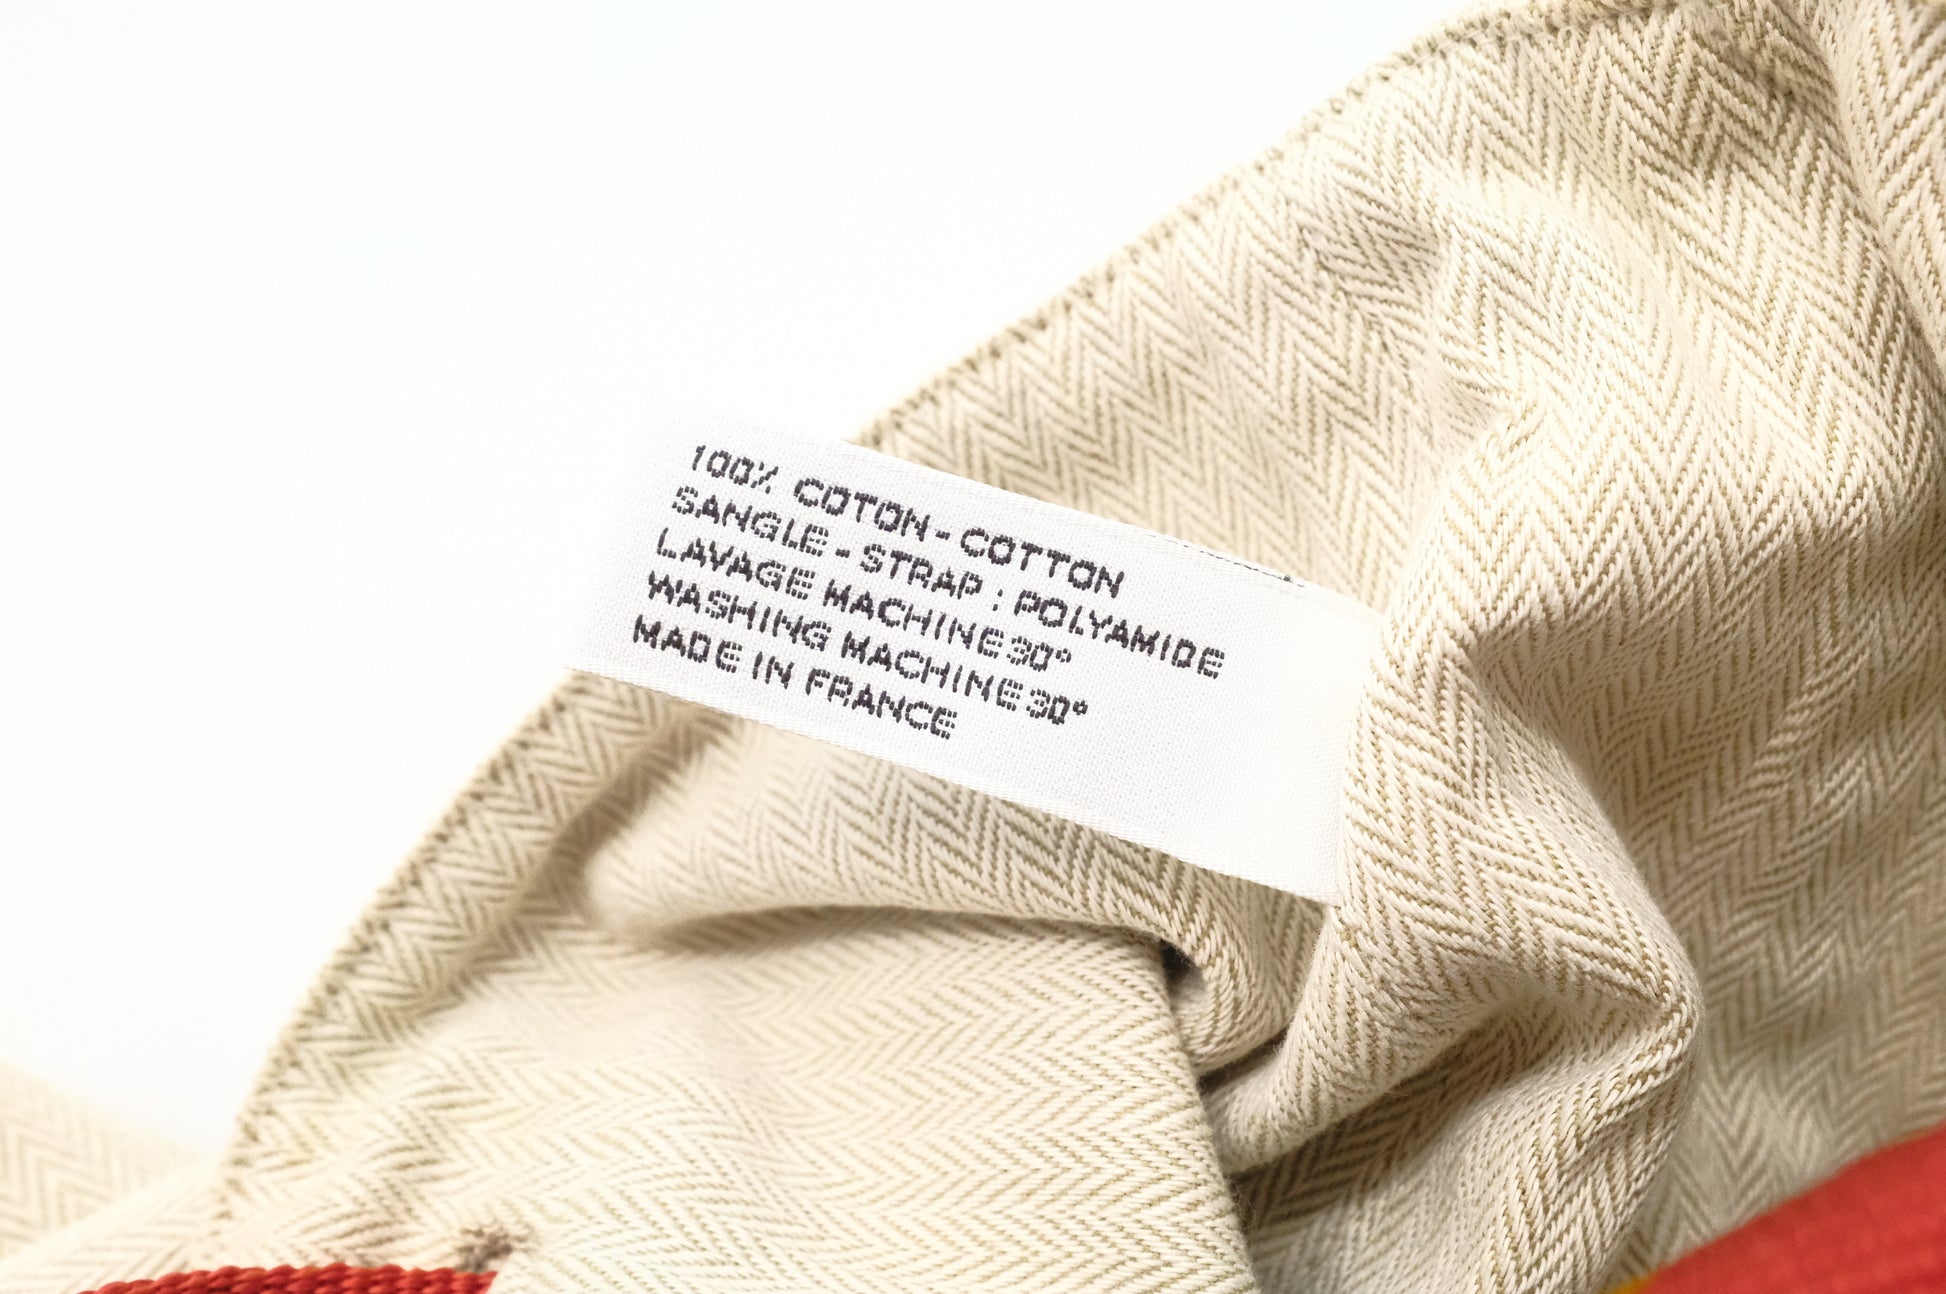 100% COTON - COTTON
SANGLE - STRAP : POLYAMIDE
LAVAGE MACHINE 30°
WASHING MACHINE 30°
MADE IN FRANCE